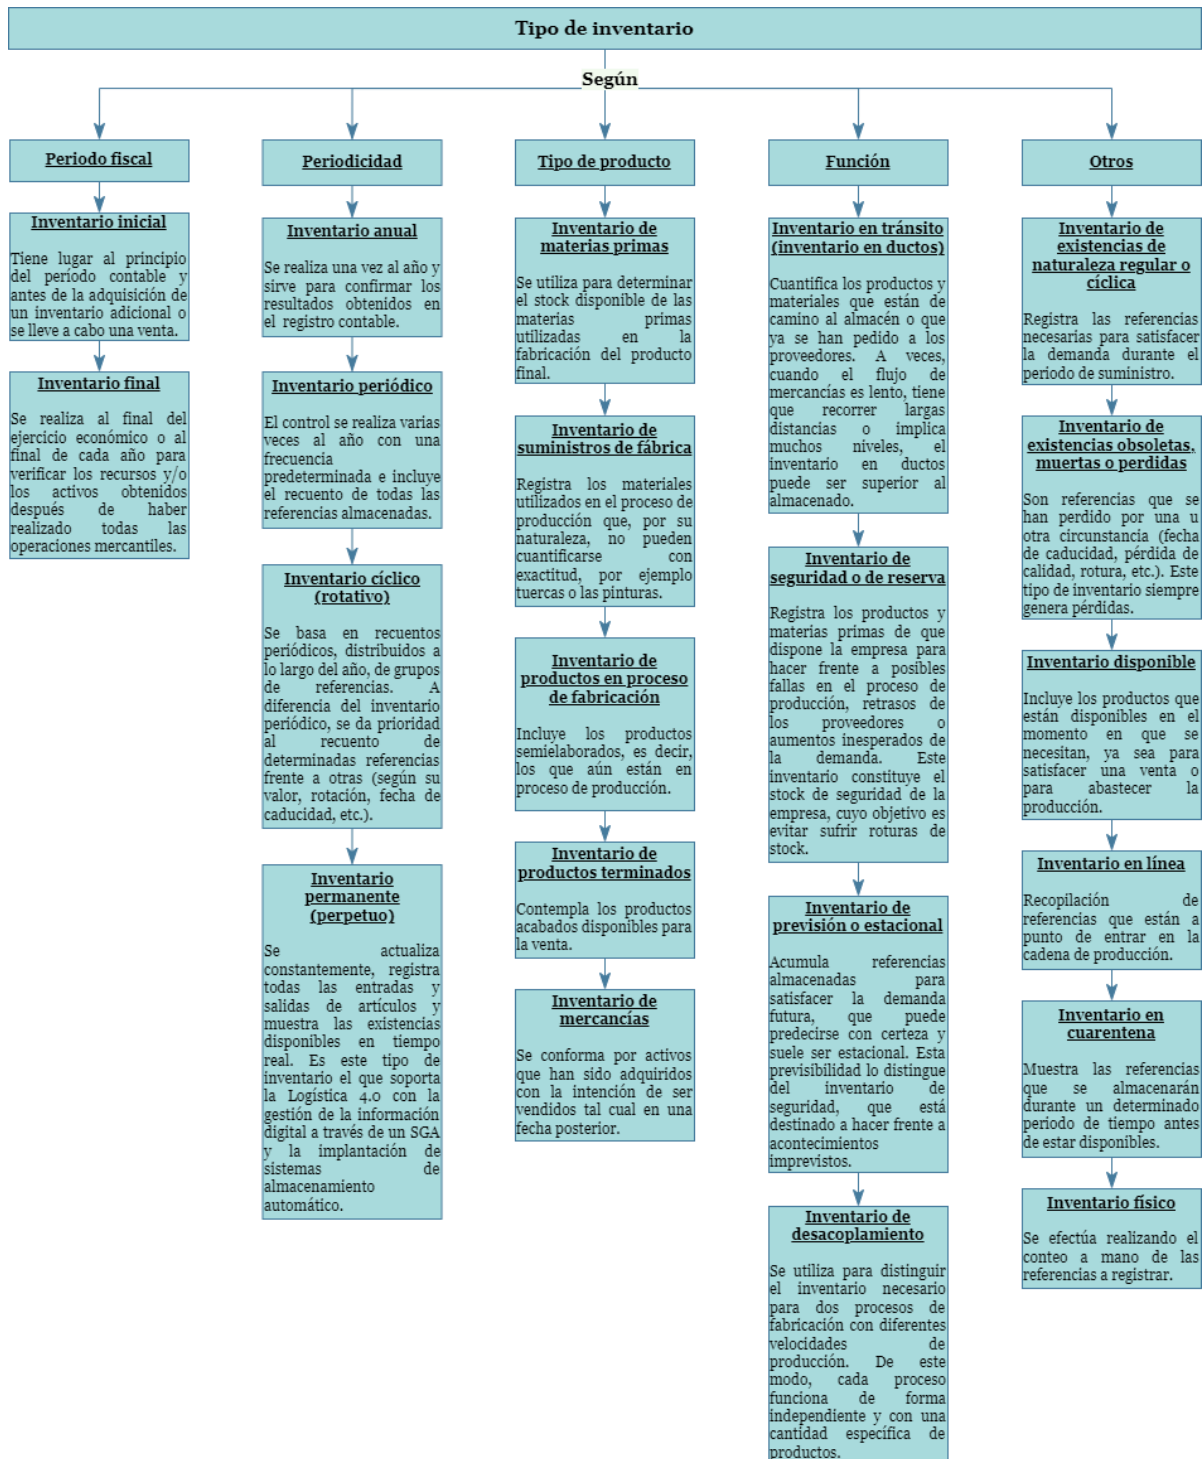 Tipo de inventario
Según
Periodo fiscal
Inventario inicial
Tiene lugar al principio
del período contable y
antes de la adquisición de
un inventario adicional o
se lleve a cabo una venta.
Inventario final
Se realiza al final del
ejercicio económico o al
final de cada año para
verificar los recursos y/o
los activos obtenidos
después de haber
realizado todas las
operaciones mercantiles.
Periodicidad
Inventario anual
Se realiza una vez al año y
sirve para confirmar los
resultados obtenidos en
el registro contable.
Inventario periódico
El control se realiza varias
veces al año con una
frecuencia
predeterminada e incluye
el recuento de todas las
referencias almacenadas.
Inventario cíclico
(rotativo)
Se basa en recuentos
periódicos, distribuidos a
lo largo del año, de grupos
de referencias. A
diferencia del inventario
periódico, se da prioridad
al recuento de
determinadas referencias
frente a otras (según su
valor, rotación, fecha de
caducidad, etc.).
Inventario
permanente
(perpetuo)
Se actualiza
constantemente, registra
todas las entradas y
salidas de artículos y
muestra las existencias
disponibles en tiempo
real. Es este tipo de
inventario el que soporta
la Logística 4.0 con la
gestión de la información
digital a través de un SGA
y la implantación de
sistemas de
almacenamiento
automático.
Tipo de producto
Inventario de
materias primas
Se utiliza para determinar
el stock disponible de las
materias primas
utilizadas en la
fabricación del producto
final.
Inventario de
suministros de fábrica
Registra los materiales
utilizados en el proceso de
producción que, por su
naturaleza, no pueden
cuantificarse con
exactitud, por ejemplo
tuercas o las pinturas.
Inventario de
productos en proceso
de fabricación
Incluye los productos
semielaborados, es decir,
los que aún están en
proceso de producción.
Inventario de
productos terminados
Contempla los productos
acabados disponibles para
la venta.
Inventario de
mercancías
Se conforma por activos
que han sido adquiridos
con la intención de ser
vendidos tal cual en una
fecha posterior.
Función
Inventario en tránsito
(inventario en ductos)
Cuantifica los productos y
materiales que están de
camino al almacén o que
ya se han pedido a los
proveedores. A veces,
cuando el flujo de
mercancías es lento, tiene
que recorrer largas
distancias o implica
muchos niveles, el
inventario en ductos
puede ser superior al
almacenado.
Inventario de
seguridad o de reserva
Registra los productos y
materias primas de que
dispone la empresa para
hacer frente a posibles
fallas en el proceso de
producción, retrasos de
los proveedores o
aumentos inesperados de
la demanda. Este
inventario constituye el
stock de seguridad de la
empresa, cuyo objetivo es
evitar sufrir roturas de
stock.
Inventario de
previsión o estacional
Acumula referencias
almacenadas para
satisfacer la demanda
futura, que puede
predecirse con certeza y
suele ser estacional. Esta
previsibilidad lo distingue
del inventario de
seguridad, que está
destinado a hacer frente a
acontecimientos
imprevistos.
Inventario de
desacoplamiento
Se utiliza para distinguir
el inventario necesario
para dos procesos de
fabricación con diferentes
velocidades de
producción. De este
modo, cada proceso
funciona de forma
independiente y con una
cantidad específica de
productos.
Otros
Inventario de
existencias de
naturaleza regular o
cíclica
Registra las referencias
necesarias para satisfacer
la demanda durante el
periodo de suministro.
Inventario de
existencias obsoletas,
muertas o perdidas
Son referencias que se
han perdido por una u
otra circunstancia (fecha
de caducidad, pérdida de
calidad, rotura, etc.). Este
tipo de inventario siempre
genera pérdidas.
Inventario disponible
Incluye los productos que
están disponibles en el
momento en que se
necesitan, ya sea para
satisfacer una venta o
para abastecer la
producción.
Inventario en línea
Recopilación de
referencias que están a
punto de entrar en la
cadena de producción.
Inventario en
cuarentena
Muestra las referencias
que se almacenarán
durante un determinado
periodo de tiempo antes
de estar disponibles.
Inventario físico
Se efectúa realizando el
conteo a mano de las
referencias a registrar.